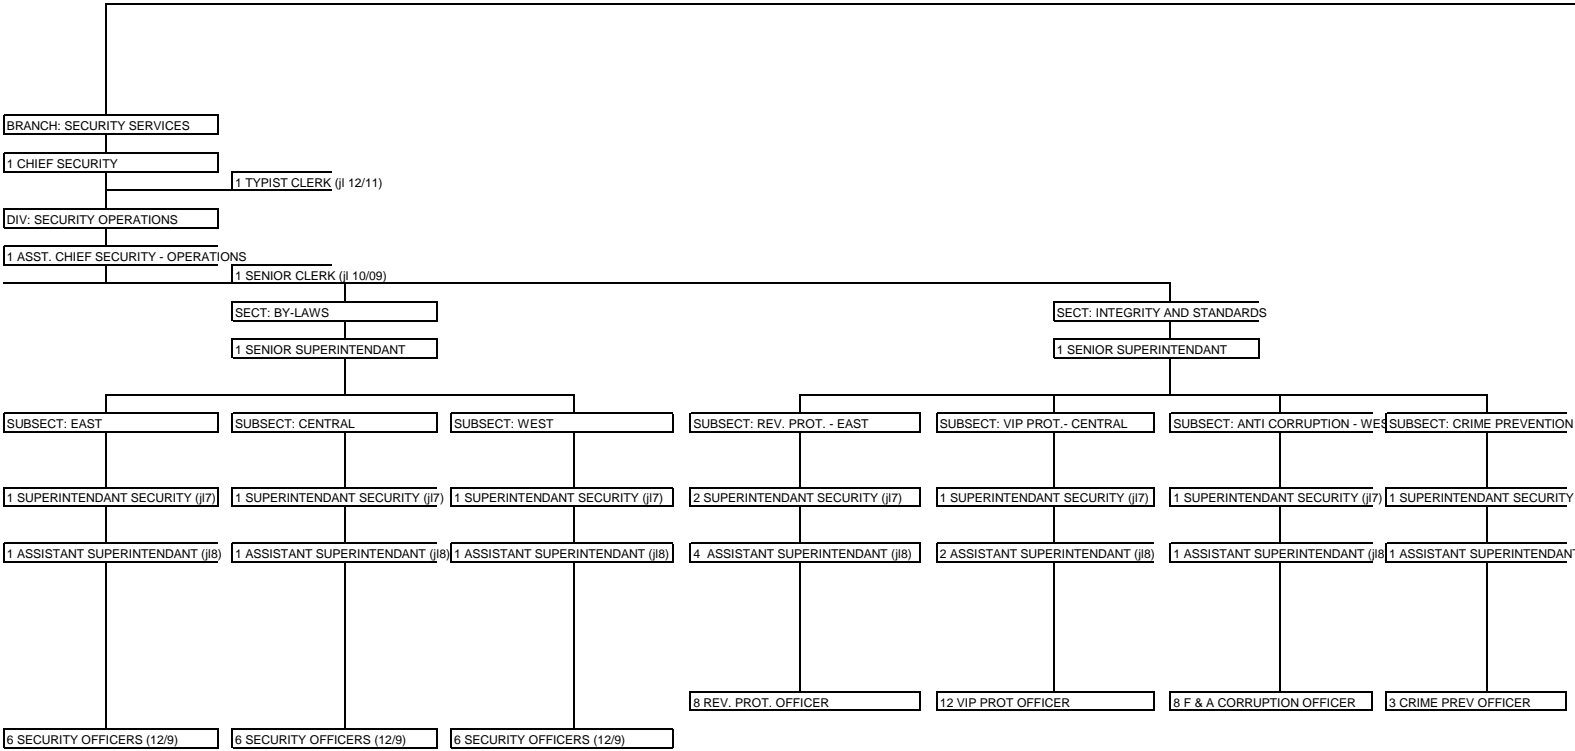 BRANCH: SECURITY SERVICES
1 CHIEF SECURITY
1 TYPIST CLERK (jl 12/11)
DIV: SECURITY OPERATIONS
1 ASST. CHIEF SECURITY - OPERATIONS
1 SENIOR CLERK (jl 10/09)
SECT: BY-LAWS
SECT: INTEGRITY AND STANDARDS
1 SENIOR SUPERINTENDANT
1 SENIOR SUPERINTENDANT
SUBSECT: EAST
SUBSECT: CENTRAL
SUBSECT: WEST
SUBSECT: REV. PROT. - EAST
SUBSECT: VIP PROT.- CENTRAL
SUBSECT: ANTI CORRUPTION - WES
SUBSECT: CRIME PREVENTION
1 SUPERINTENDANT SECURITY (jl7)
1 SUPERINTENDANT SECURITY (jl7)
1 SUPERINTENDANT SECURITY (jl7)
2 SUPERINTENDANT SECURITY (jl7)
1 SUPERINTENDANT SECURITY (jl7)
1 SUPERINTENDANT SECURITY (jl7)
1 SUPERINTENDANT SECURITY
1 ASSISTANT SUPERINTENDANT (jl8)
1 ASSISTANT SUPERINTENDANT (jl8)
1 ASSISTANT SUPERINTENDANT (jl8)
4 ASSISTANT SUPERINTENDANT (jl8)
2 ASSISTANT SUPERINTENDANT (jl8)
1 ASSISTANT SUPERINTENDANT (jl8
1 ASSISTANT SUPERINTENDANT
8 REV. PROT. OFFICER
12 VIP PROT OFFICER
8 F & A CORRUPTION OFFICER
3 CRIME PREV OFFICER
6 SECURITY OFFICERS (12/9)
6 SECURITY OFFICERS (12/9)
6 SECURITY OFFICERS (12/9)